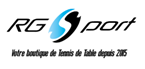 RG Sport
Votre boutique de Tennis de Table depuis 2015